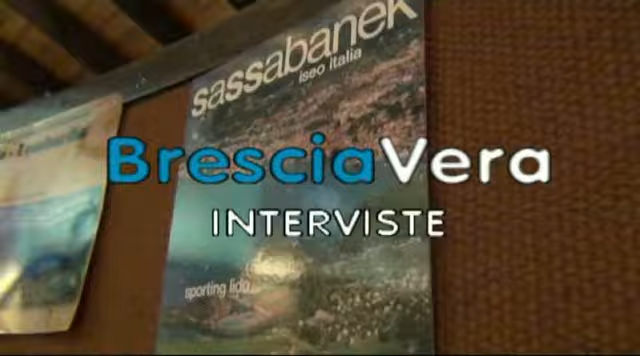 sassabanek
iseo italia
BresciaVera
INTERVISTE
sporting lido